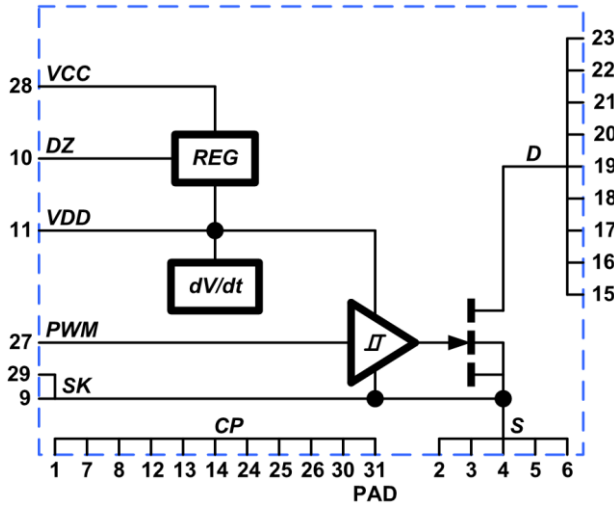 23
28 VCC 22
21
20
10 DZ REG D 19
18
11 VDD 17
16
dV/dt 15
27 PWM
29
9 SK
CP S
1 7 8 12 13 14 24 25 26 30 31 2 3 4 5 6
PAD